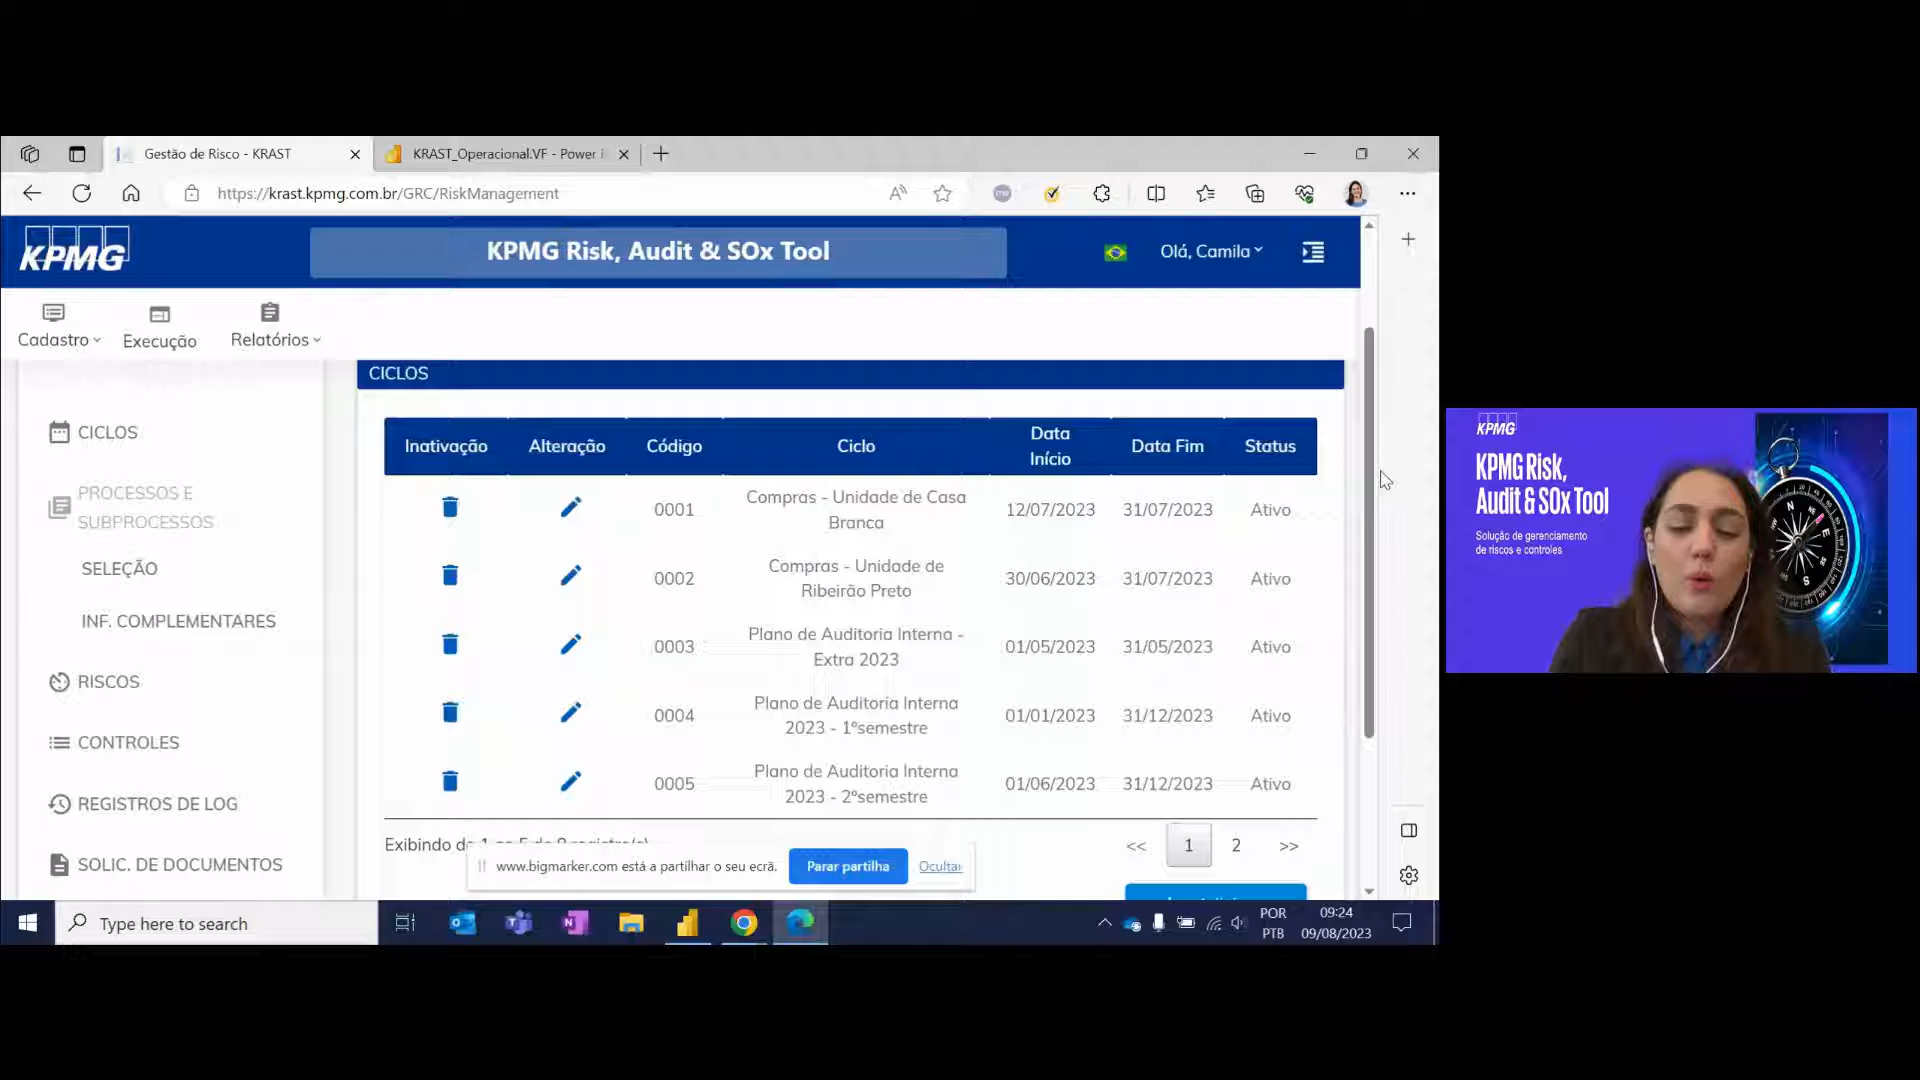 Gestão de Risco - KRAST
KRAST_Operacional.VF - Power
https://krast.kpmg.com.br/GRC/RiskManagement
KPMG
KPMG Risk, Audit & SOx Tool
Olá, Camila
Cadastro
Execução
Relatórios
CICLOS
CICLOS
PROCESSOS E
SUBPROCESSOS
SELEÇÃO
INF. COMPLEMENTARES
RISCOS
CONTROLES
REGISTROS DE LOG
SOLIC. DE DOCUMENTOS
Inativação Alteração Código Ciclo Data Início Data Fim Status
0001 Compras - Unidade de Casa Branca 12/07/2023 31/07/2023 Ativo
0002 Compras - Unidade de Ribeirão Preto 30/06/2023 31/07/2023 Ativo
0003 Plano de Auditoria Interna - Extra 2023 01/05/2023 31/05/2023 Ativo
0004 Plano de Auditoria Interna 2023 - 1ºsemestre 01/01/2023 31/12/2023 Ativo
0005 Plano de Auditoria Interna 2023 - 2ºsemestre 01/06/2023 31/12/2023 Ativo
Exibindo
<< 1 2 >>
www.bigmarker.com está a partilhar o seu ecrã. Parar partilha Ocultar
Type here to search
POR
PTB
09:24
09/08/2023
KPMG
KPMG Risk,
Audit & SOx Tool
Solução de gerenciamento
de riscos e controles
N
E
S